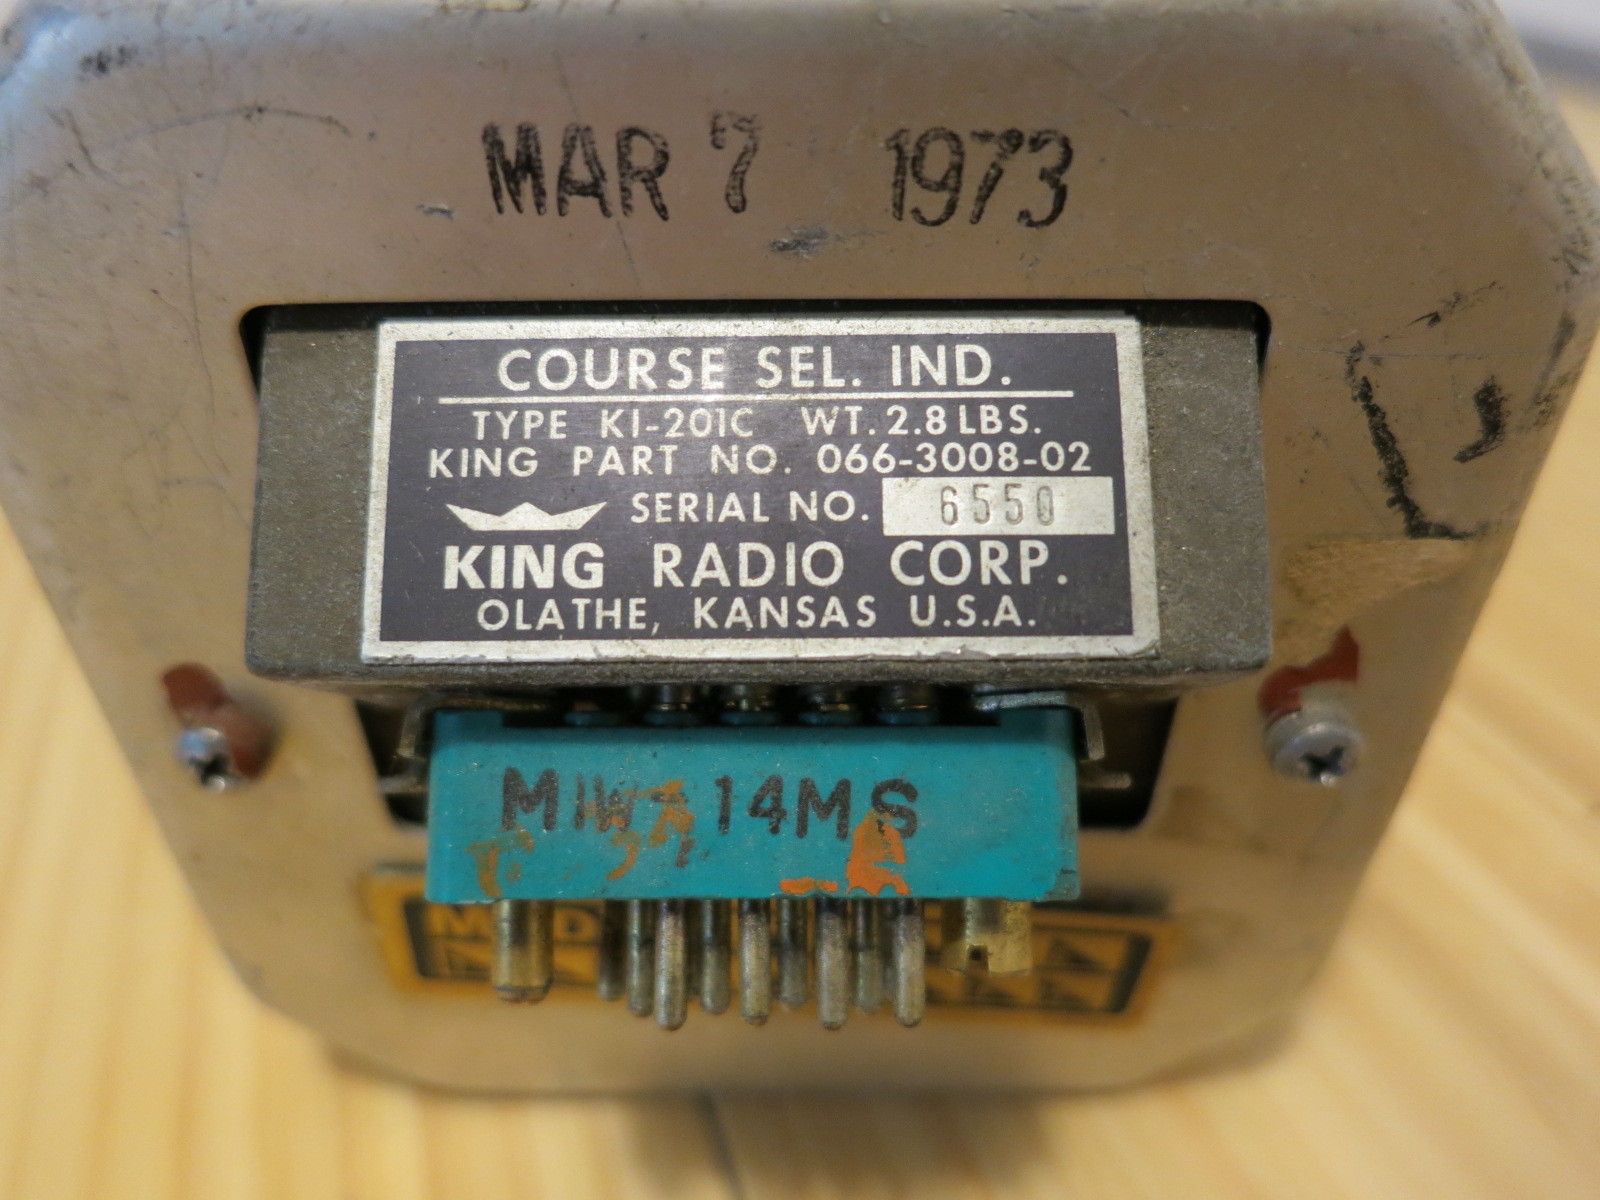 MAR 7 1973
COURSE SEL. IND.
TYPE KI-201C WT. 2.8 LBS.
KING PART NO. 066-3008-02
SERIAL NO. 6550
KING RADIO CORP.
OLATHE, KANSAS U.S.A.
14MS